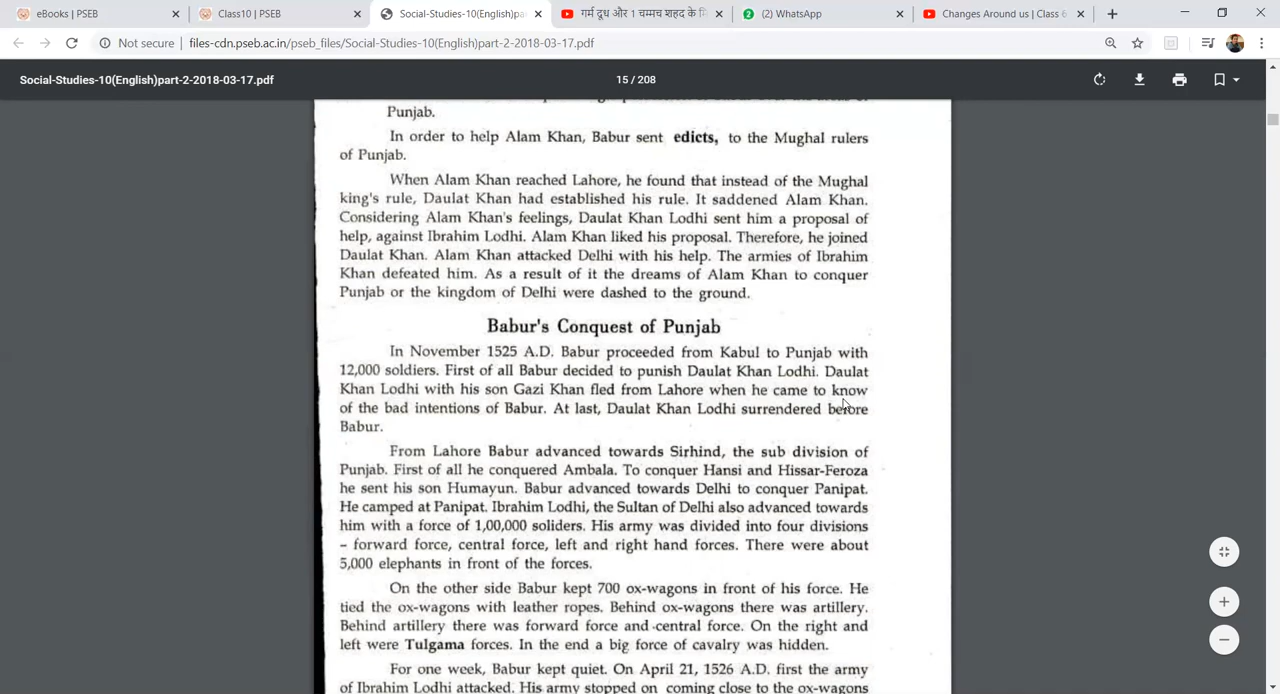 eBooks | PSEB
Class10 | PSEB
Social-Studies-10(English)pa
गर्म दूध और 1 चम्मच शहद के मि
(2) WhatsApp
Changes Around us | Class 6
Not secure | files-cdn.pseb.ac.in/pseb_files/Social-Studies-10(English)part-2-2018-03-17.pdf
Social-Studies-10(English)part-2-2018-03-17.pdf
15 / 208
Punjab.
In order to help Alam Khan, Babur sent edicts, to the Mughal rulers
of Punjab.
When Alam Khan reached Lahore, he found that instead of the Mughal
king's rule, Daulat Khan had established his rule. It saddened Alam Khan.
Considering Alam Khan's feelings, Daulat Khan Lodhi sent him a proposal of
help, against Ibrahim Lodhi. Alam Khan liked his proposal. Therefore, he joined
Daulat Khan. Alam Khan attacked Delhi with his help. The armies of Ibrahim
Khan defeated him. As a result of it the dreams of Alam Khan to conquer
Punjab or the kingdom of Delhi were dashed to the ground.
Babur's Conquest of Punjab
In November 1525 A.D. Babur proceeded from Kabul to Punjab with
12,000 soldiers. First of all Babur decided to punish Daulat Khan Lodhi. Daulat
Khan Lodhi with his son Gazi Khan fled from Lahore when he came to know
of the bad intentions of Babur. At last, Daulat Khan Lodhi surrendered before
Babur.
From Lahore Babur advanced towards Sirhind, the sub division of
Punjab. First of all he conquered Ambala. To conquer Hansi and Hissar-Feroza
he sent his son Humayun. Babur advanced towards Delhi to conquer Panipat.
He camped at Panipat. Ibrahim Lodhi, the Sultan of Delhi also advanced towards
him with a force of 1,00,000 soliders. His army was divided into four divisions
– forward force, central force, left and right hand forces. There were about
5,000 elephants in front of the forces.
On the other side Babur kept 700 ox-wagons in front of his force. He
tied the ox-wagons with leather ropes. Behind ox-wagons there was artillery.
Behind artillery there was forward force and central force. On the right and
left were Tulgama forces. In the end a big force of cavalry was hidden.
For one week, Babur kept quiet. On April 21, 1526 A.D. first the army
of Ibrahim Lodhi attacked. His army stopped on coming close to the ox-wagons